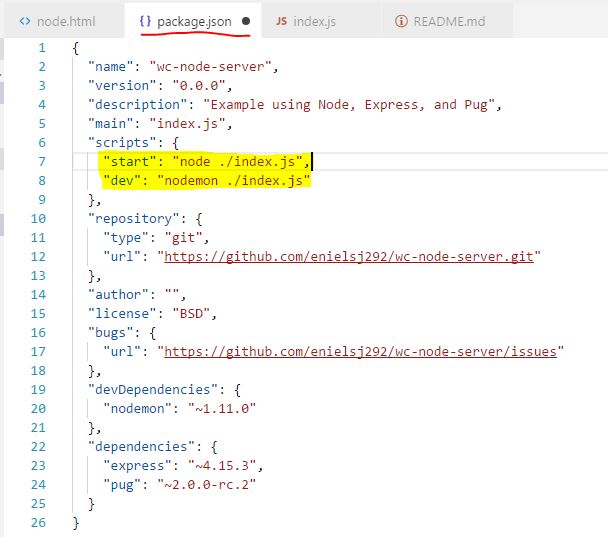 <> node.html {} package.json ● JS index.js README.md
1 {
2 "name": "wc-node-server",
3 "version": "0.0.0",
4 "description": "Example using Node, Express, and Pug",
5 "main": "index.js",
6 "scripts": {
7 "start": "node ./index.js",
8 "dev": "nodemon ./index.js"
9 },
10 "repository": {
11 "type": "git",
12 "url": "https://github.com/enielsj292/wc-node-server.git"
13 },
14 "author": "",
15 "license": "BSD",
16 "bugs": {
17 "url": "https://github.com/enielsj292/wc-node-server/issues"
18 },
19 "devDependencies": {
20 "nodemon": "~1.11.0"
21 },
22 "dependencies": {
23 "express": "~4.15.3",
24 "pug": "~2.0.0-rc.2"
25 }
26 }